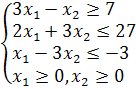 3x₁ − x₂ ≥ 7
2x₁ + 3x₂ ≤ 27
x₁ − 3x₂ ≤ −3
x₁ ≥ 0, x₂ ≥ 0